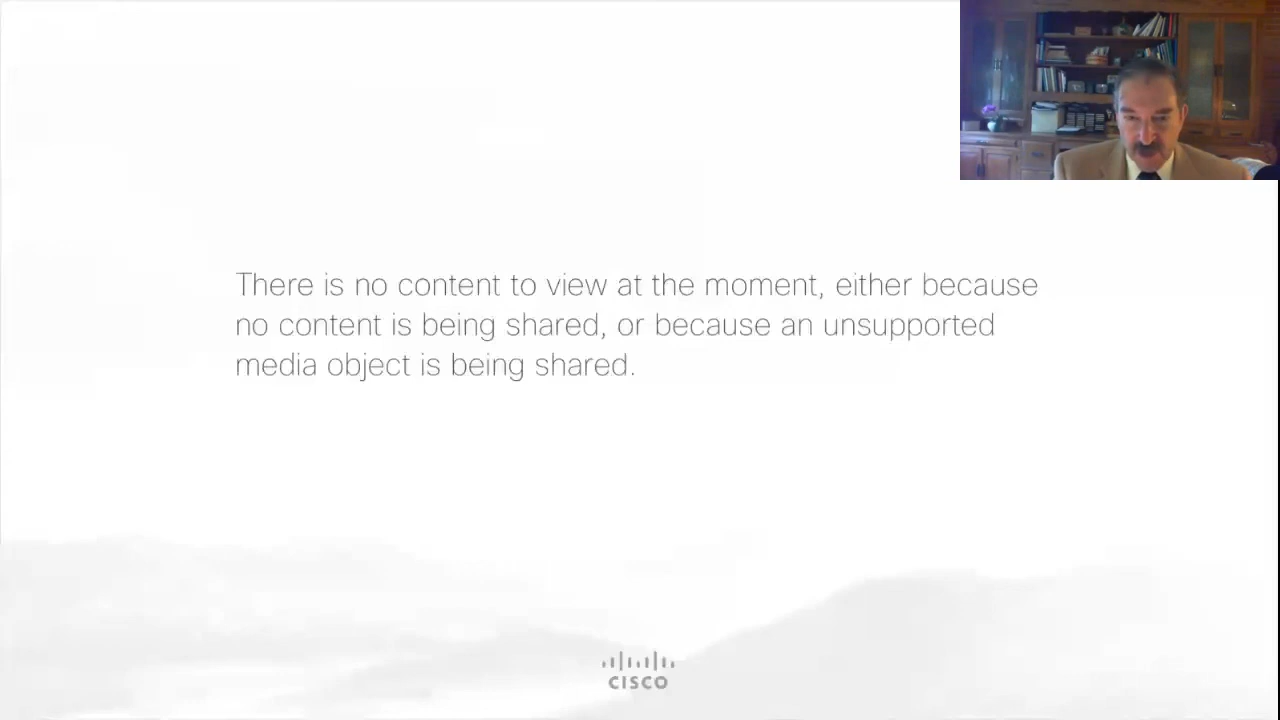 There is no content to view at the moment, either because
no content is being shared, or because an unsupported
media object is being shared.
CISCO